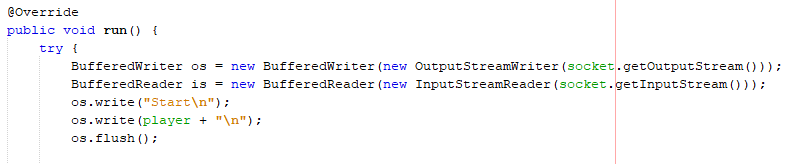 @Override
public void run() {
try {
BufferedWriter os = new BufferedWriter(new OutputStreamWriter(socket.getOutputStream()));
BufferedReader is = new BufferedReader(new InputStreamReader(socket.getInputStream()));
os.write("Start\n");
os.write(player + "\n");
os.flush();